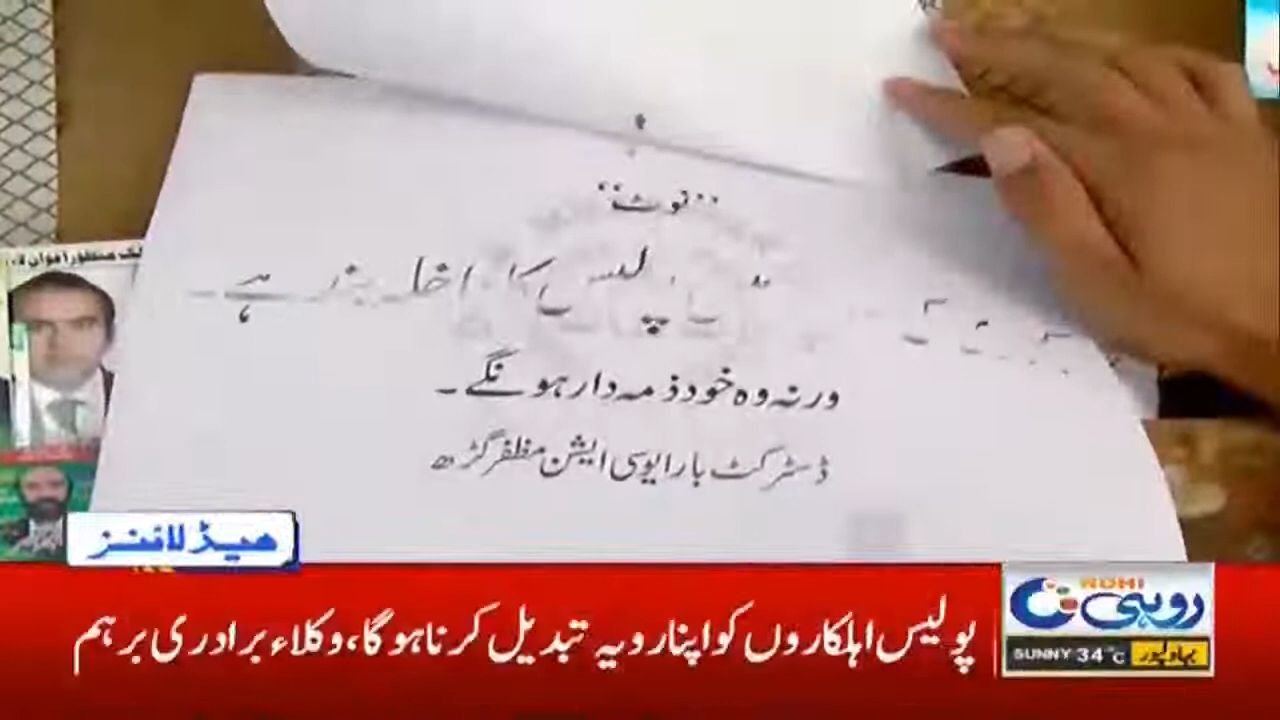 "نوٹ"
پولیس کا داخلہ بند ہے۔
ورنہ وہ خود ذمہ دار ہونگے۔
ڈسٹرکٹ بار ایوسی ایشن مظفر گڑھ
ہیڈ لائنز
پولیس اہلکاروں کو اپنا رویہ تبدیل کرنا ہوگا، وکلاء برادری برہم
ROHI
روہی
SUNNY 34°C بہاولپور